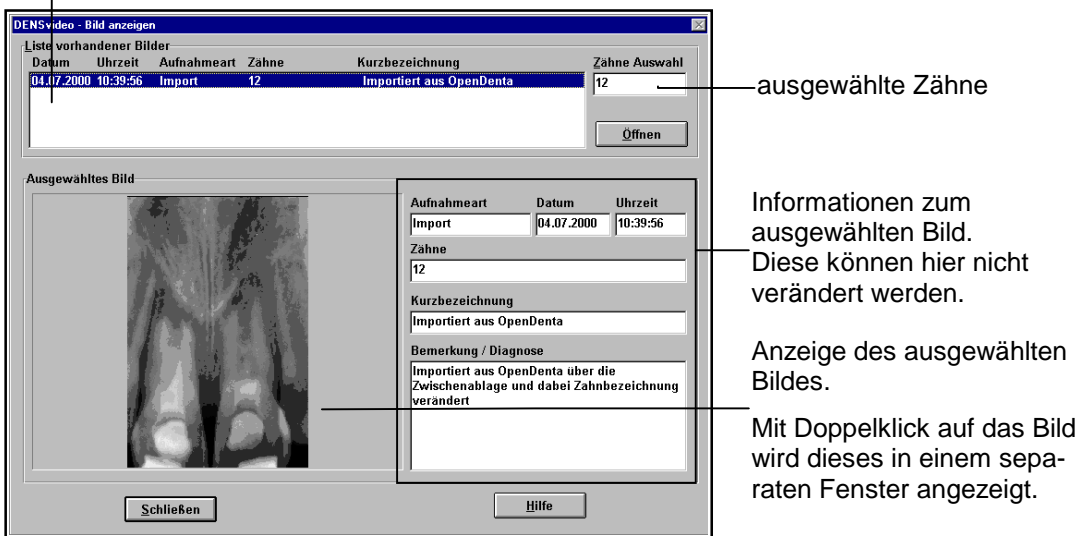 DENSvideo - Bild anzeigen
Liste vorhandener Bilder
Datum Uhrzeit Aufnahmeart Zähne Kurzbezeichnung Zähne Auswahl
04.07.2000 10:39:56 Import 12 Importiert aus OpenDenta 12
ausgewählte Zähne
Öffnen
Ausgewähltes Bild
Aufnahmeart Datum Uhrzeit
Import 04.07.2000 10:39:56
Zähne
12
Kurzbezeichnung
Importiert aus OpenDenta
Bemerkung / Diagnose
Importiert aus OpenDenta über die
Zwischenablage und dabei Zahnbezeichnung
verändert
Schließen
Hilfe
Informationen zum
ausgewählten Bild.
Diese können hier nicht
verändert werden.
Anzeige des ausgewählten
Bildes.
Mit Doppelklick auf das Bild
wird dieses in einem sepa-
raten Fenster angezeigt.